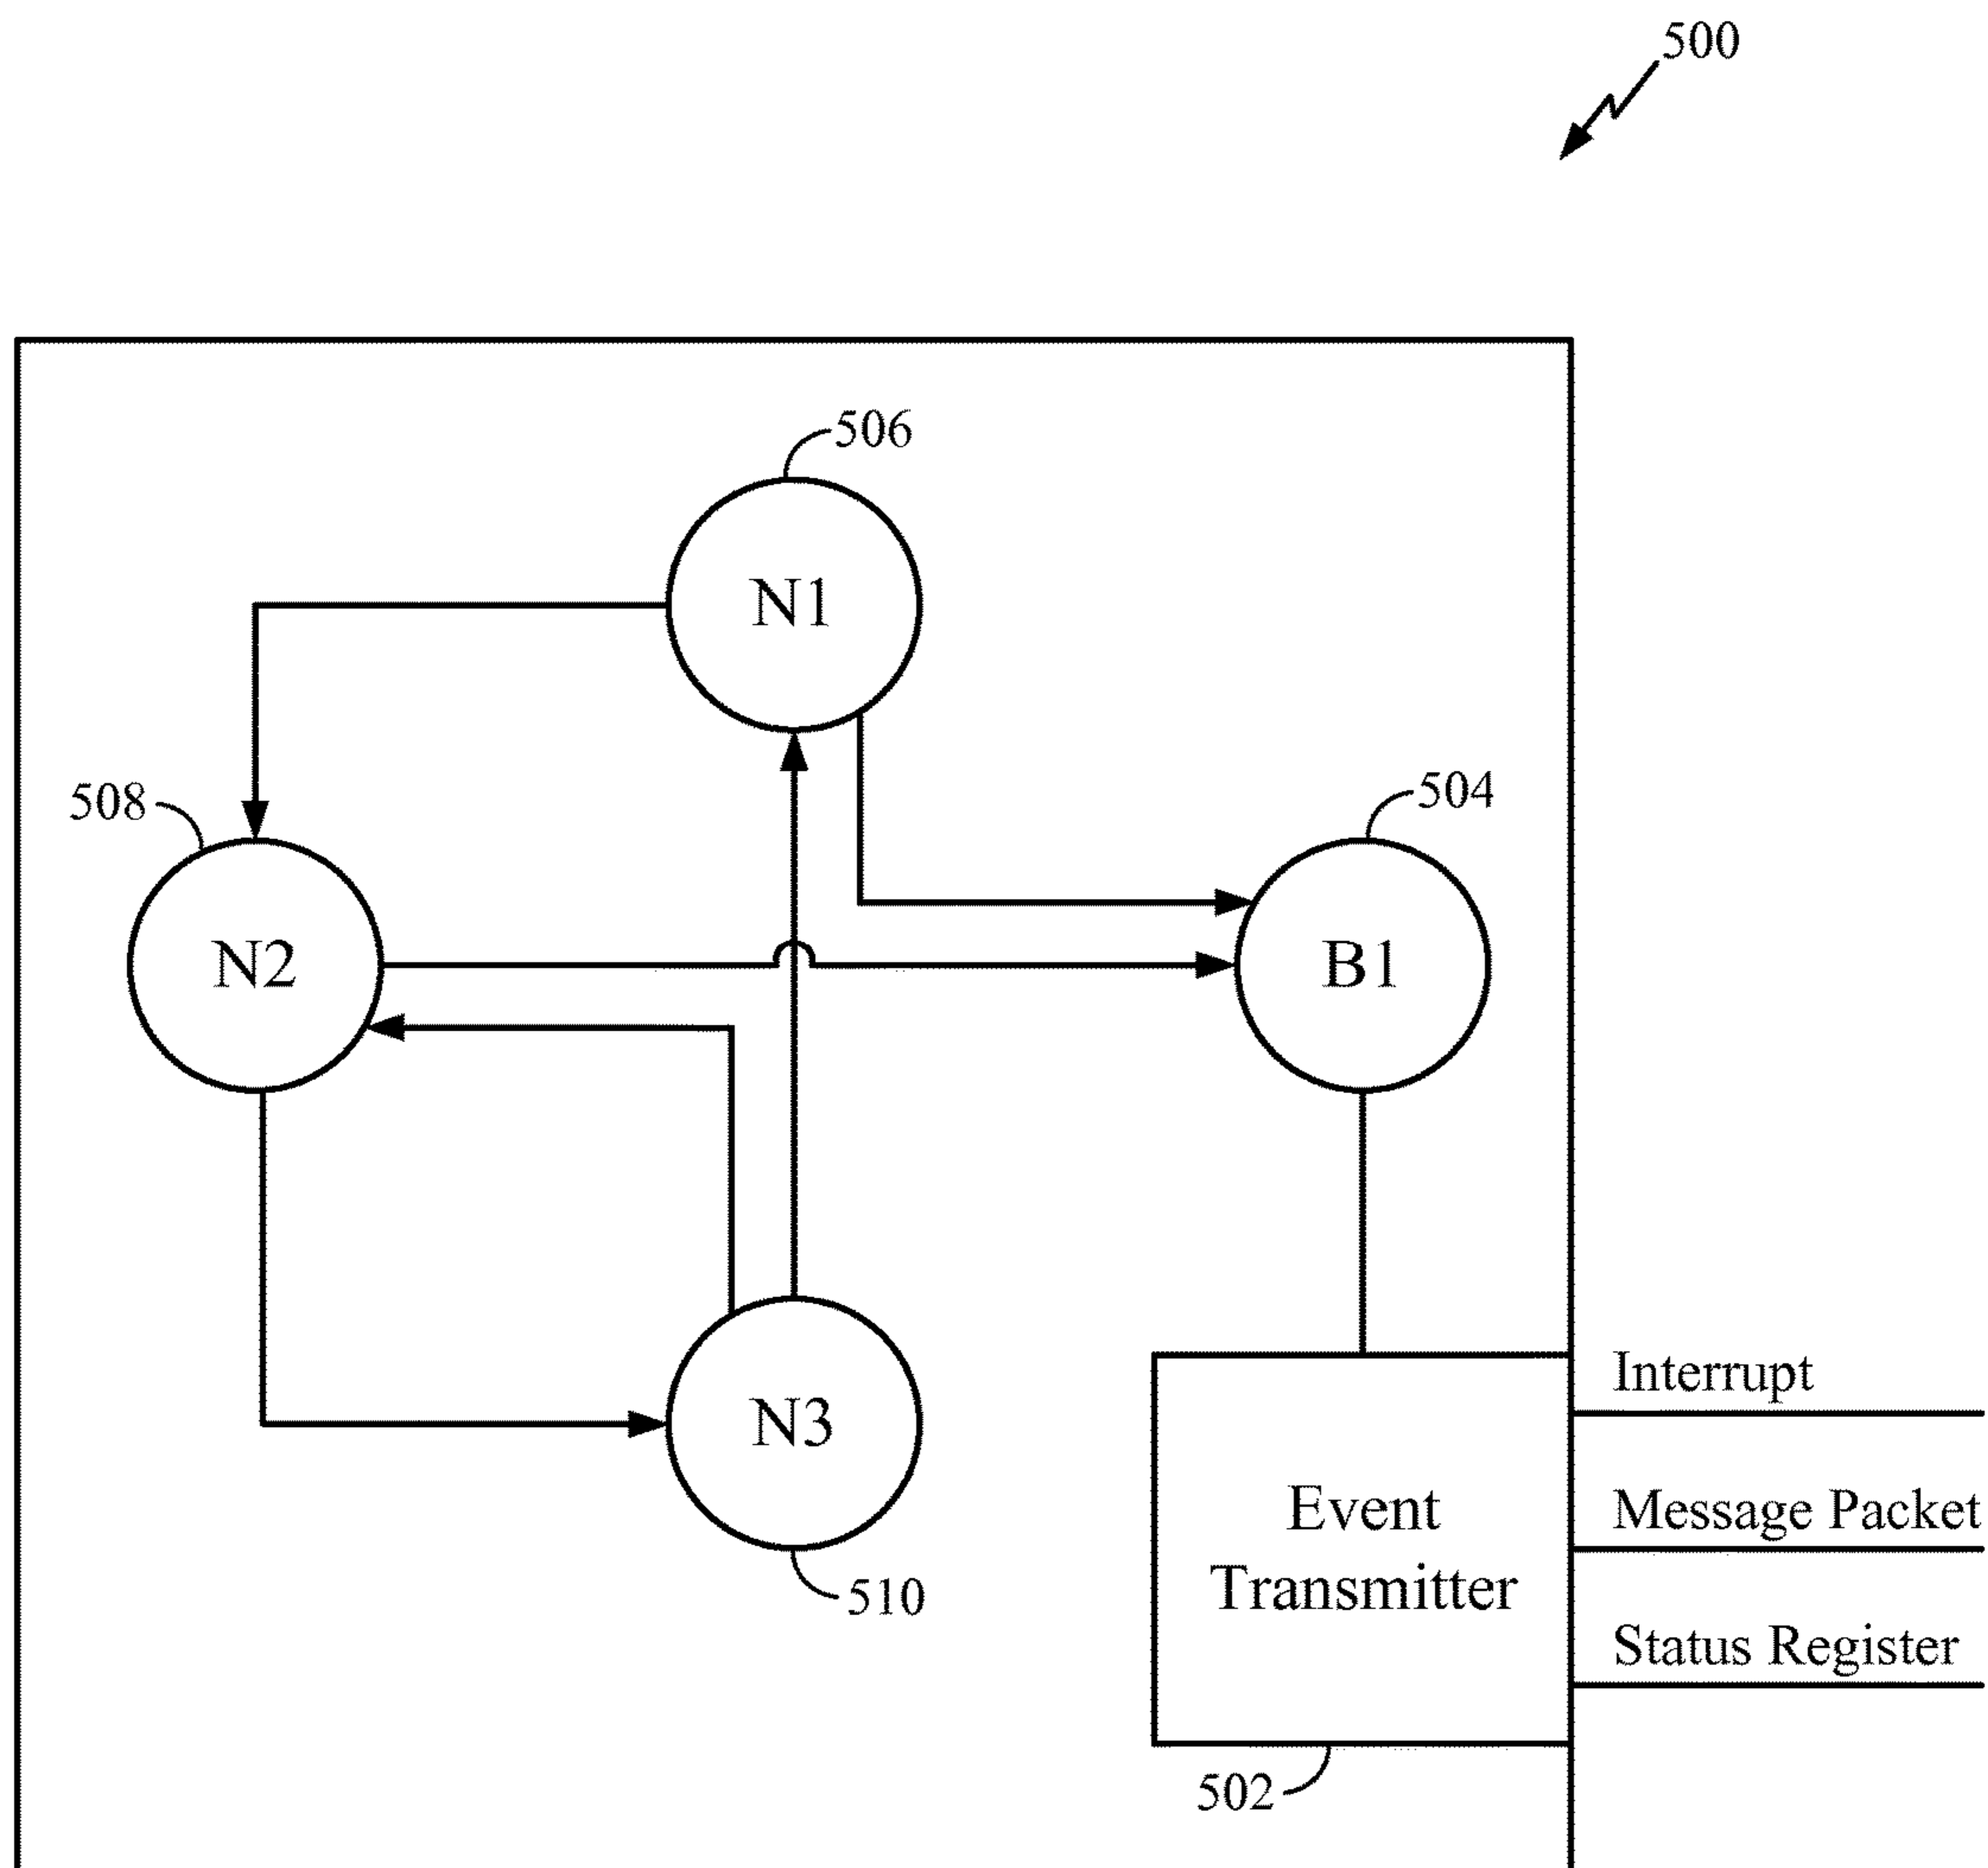 500
506
N1
508
504
N2
B1
N3
510
Interrupt
Event
Transmitter
Message Packet
Status Register
502